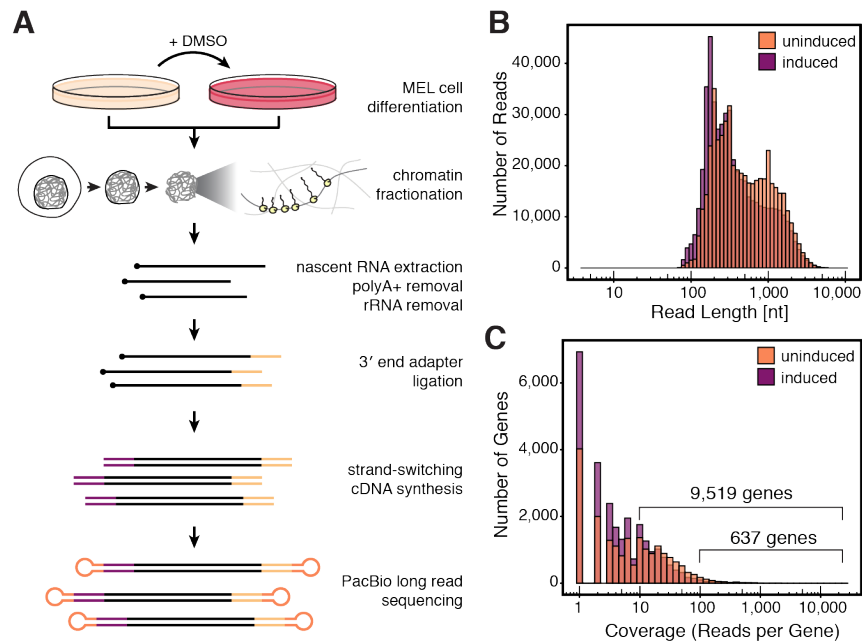 A
+ DMSO
MEL cell
differentiation
chromatin
fractionation
nascent RNA extraction
polyA+ removal
rRNA removal
3′ end adapter
ligation
strand-switching
cDNA synthesis
PacBio long read
sequencing
B
uninduced
induced
Number of Reads
40,000
30,000
20,000
10,000
0
10
100
1,000
10,000
Read Length [nt]
C
uninduced
induced
Number of Genes
6,000
4,000
2,000
0
9,519 genes
637 genes
1
10
100
1,000
10,000
Coverage (Reads per Gene)